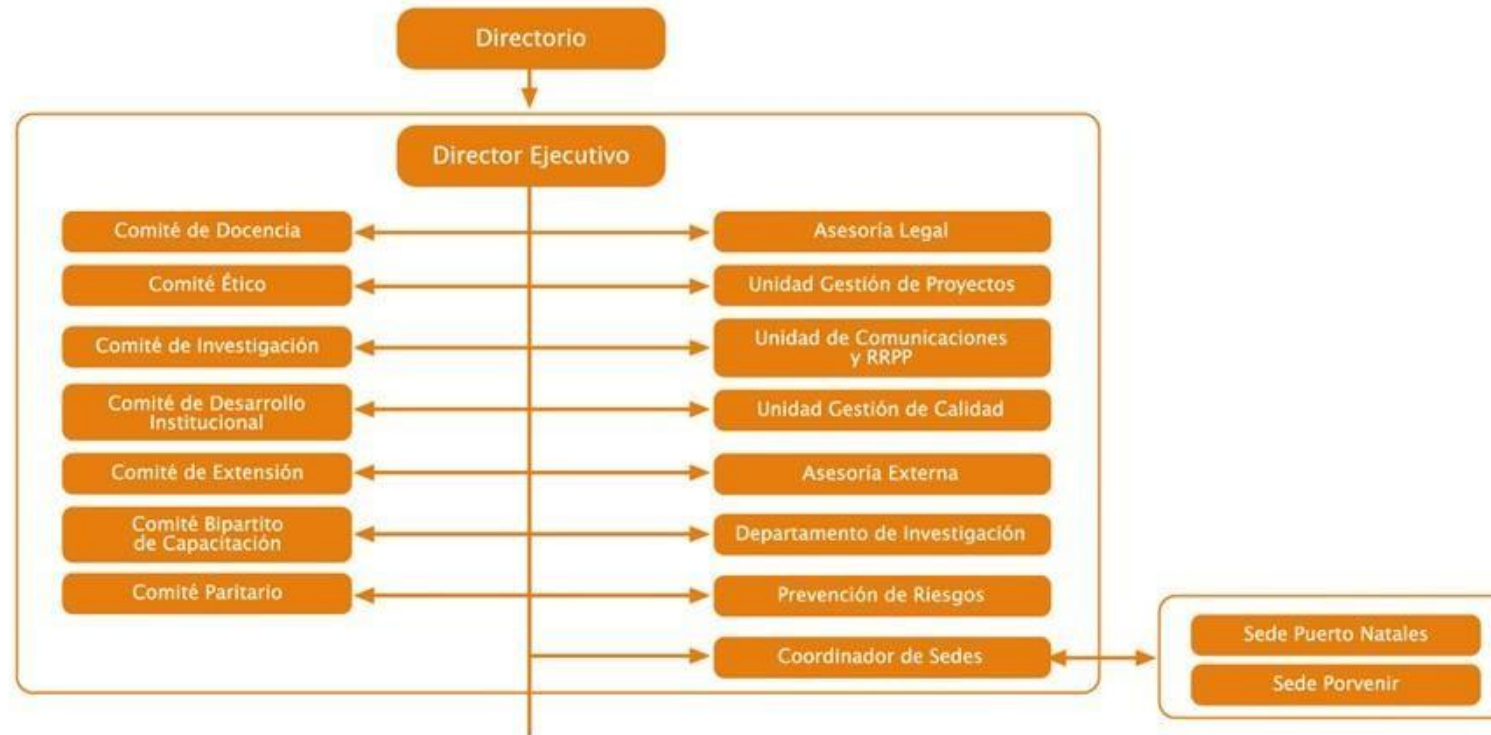 Directorio
Director Ejecutivo
Comité de Docencia
Asesoría Legal
Comité Ético
Unidad Gestión de Proyectos
Comité de Investigación
Unidad de Comunicaciones
y RRPP
Comité de Desarrollo
Institucional
Unidad Gestión de Calidad
Comité de Extensión
Asesoría Externa
Comité Bipartito
de Capacitación
Departamento de Investigación
Comité Paritario
Prevención de Riesgos
Coordinador de Sedes
Sede Puerto Natales
Sede Porvenir